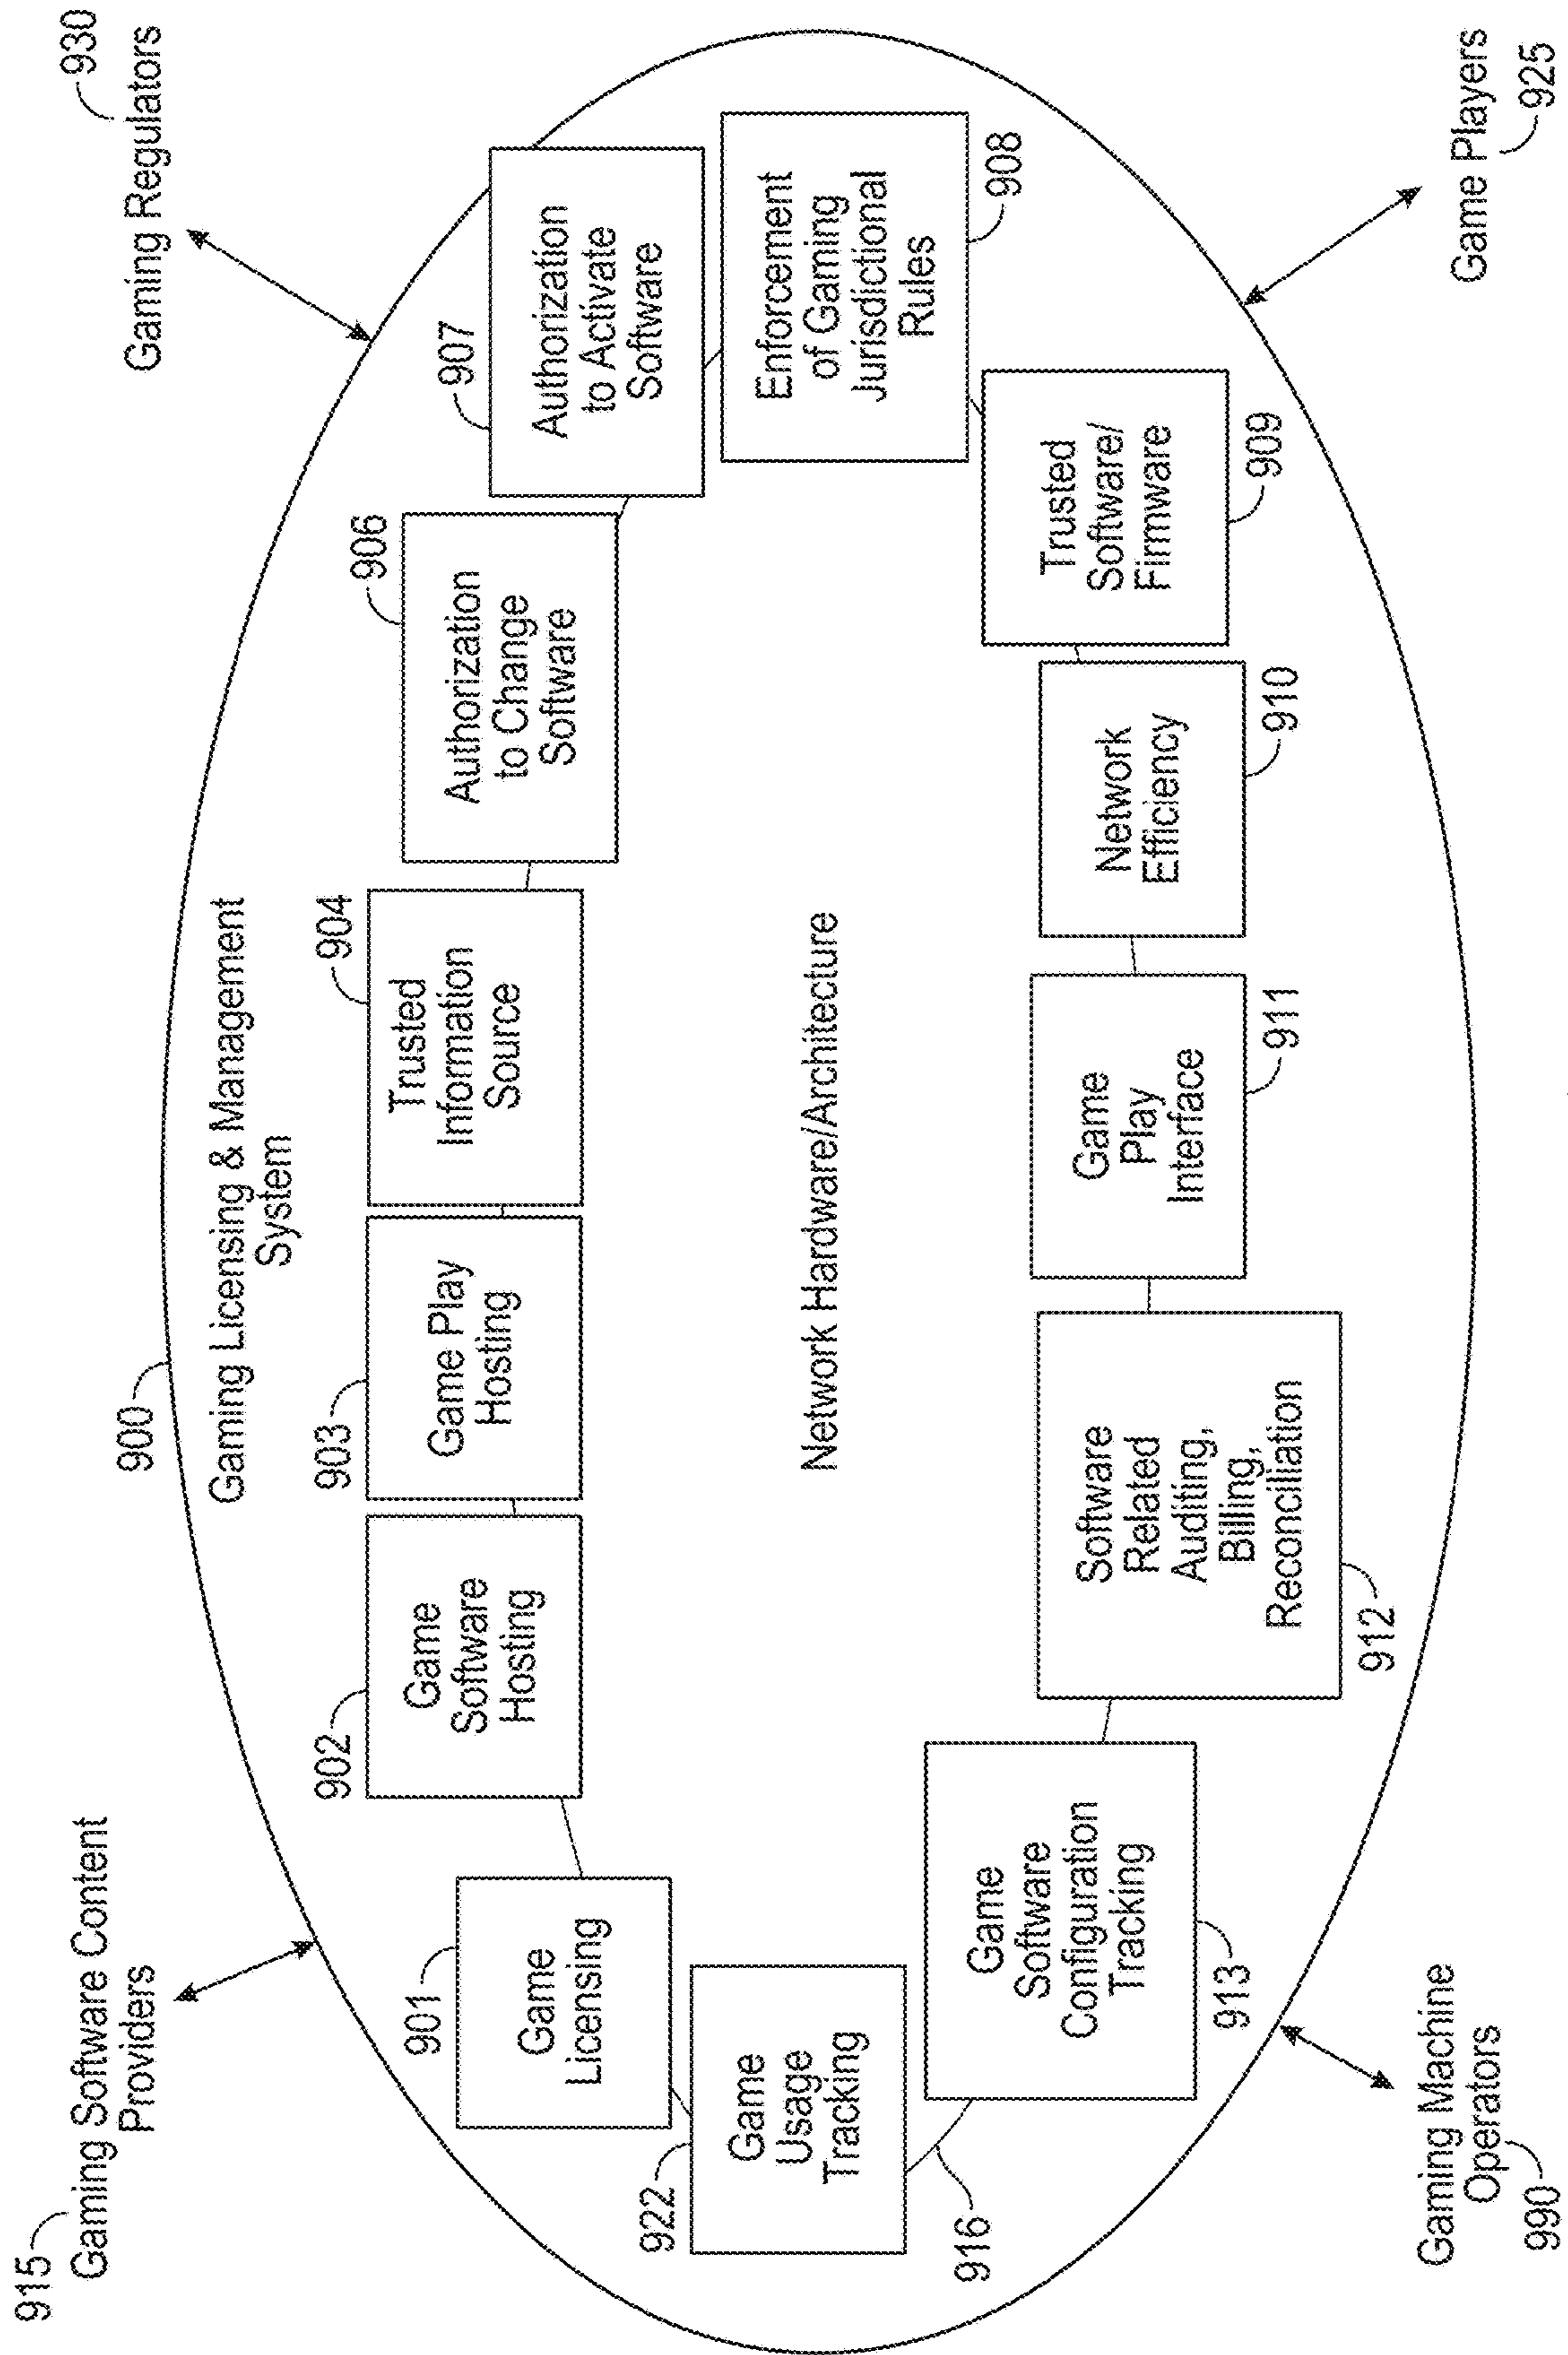 915
Gaming Software Content
Providers
930
Gaming Regulators
900
Gaming Licensing & Management
System
901
Game
Licensing
902
Game
Software
Hosting
903
Game Play
Hosting
904
Trusted
Information
Source
906
Authorization
to Change
Software
907
Authorization
to Activate
Software
922
Game
Usage
Tracking
916
Network Hardware/Architecture
Enforcement
of Gaming
Jurisdictional
Rules
908
Game
Software
Configuration
Tracking
913
Software
Related
Auditing,
Billing,
Reconciliation
912
Game
Play
Interface
911
Network
Efficiency
910
Trusted
Software/
Firmware
909
Gaming Machine
Operators
990
Game Players
925